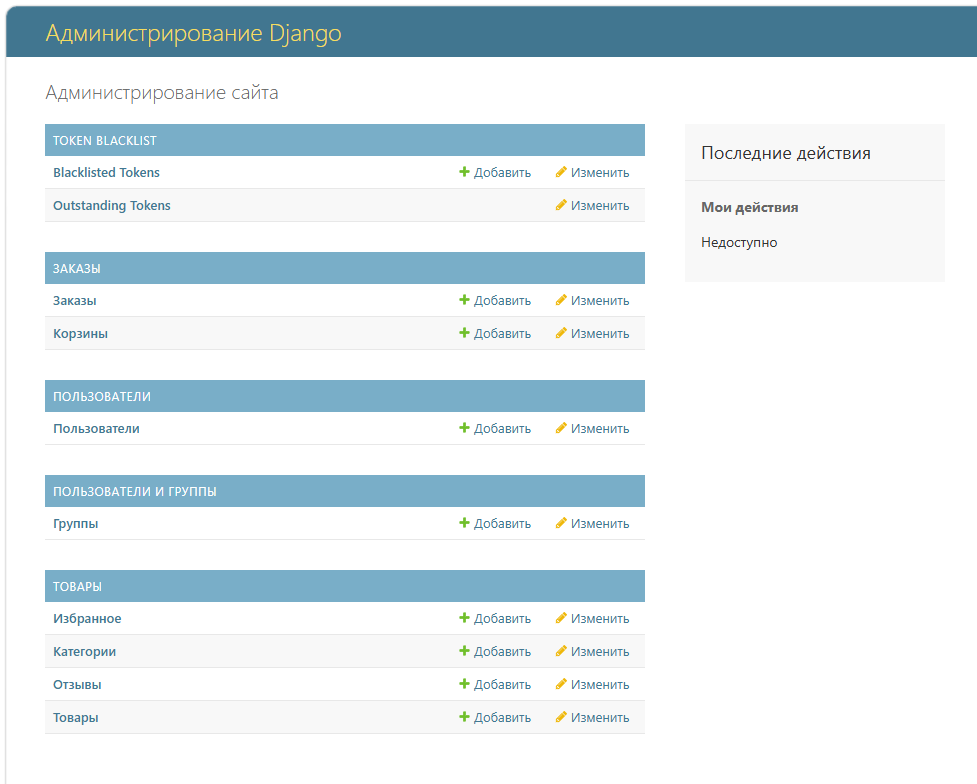 Администрирование Django
Администрирование сайта
TOKEN BLACKLIST
Blacklisted Tokens Добавить Изменить
Outstanding Tokens Изменить
ЗАКАЗЫ
Заказы Добавить Изменить
Корзины Добавить Изменить
ПОЛЬЗОВАТЕЛИ
Пользователи Добавить Изменить
ПОЛЬЗОВАТЕЛИ И ГРУППЫ
Группы Добавить Изменить
ТОВАРЫ
Избранное Добавить Изменить
Категории Добавить Изменить
Отзывы Добавить Изменить
Товары Добавить Изменить
Последние действия
Мои действия
Недоступно